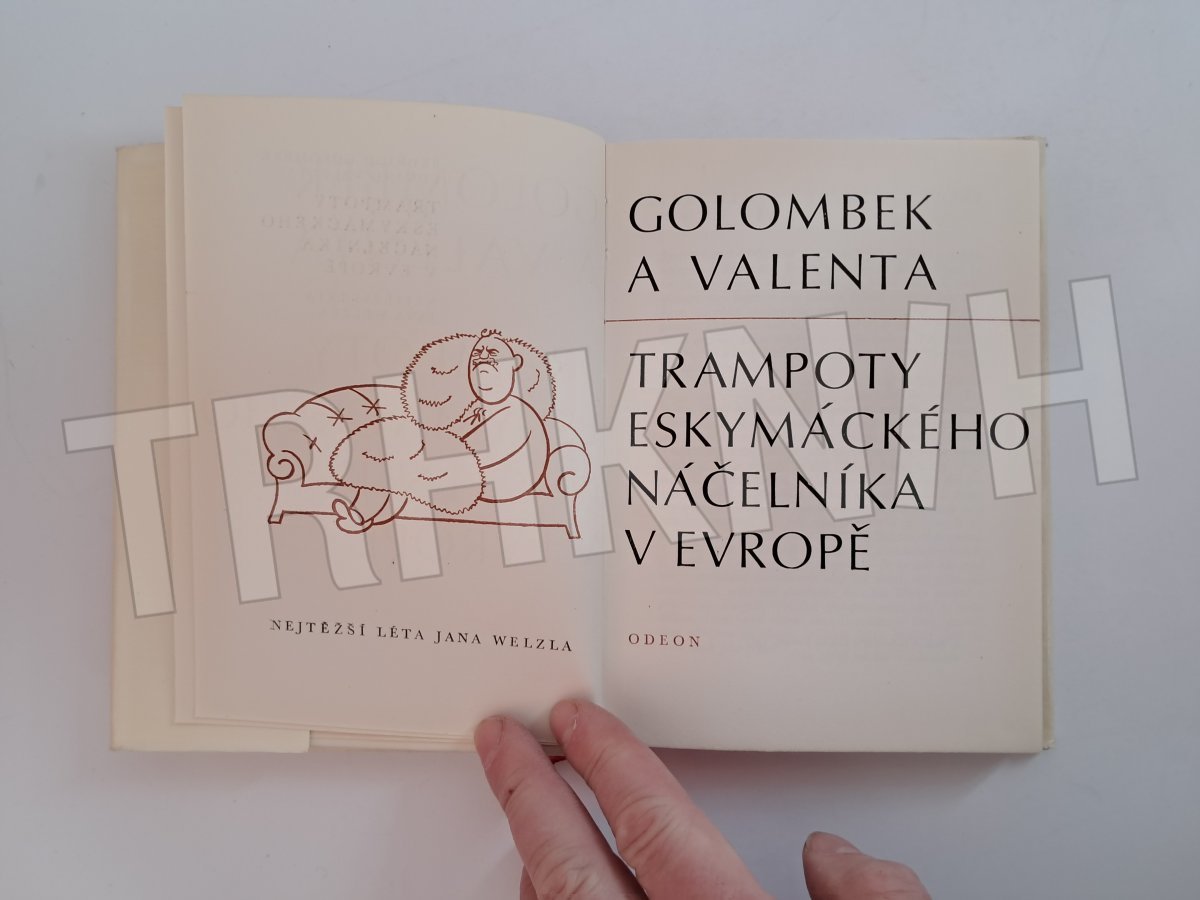 NEJTĚŽŠÍ LÉTA JANA WELZLA
GOLOMBEK
A VALENTA
TRAMPOTY
ESKYMÁCKÉHO
NÁČELNÍKA
V EVROPĚ
ODEON
TRHKNIH